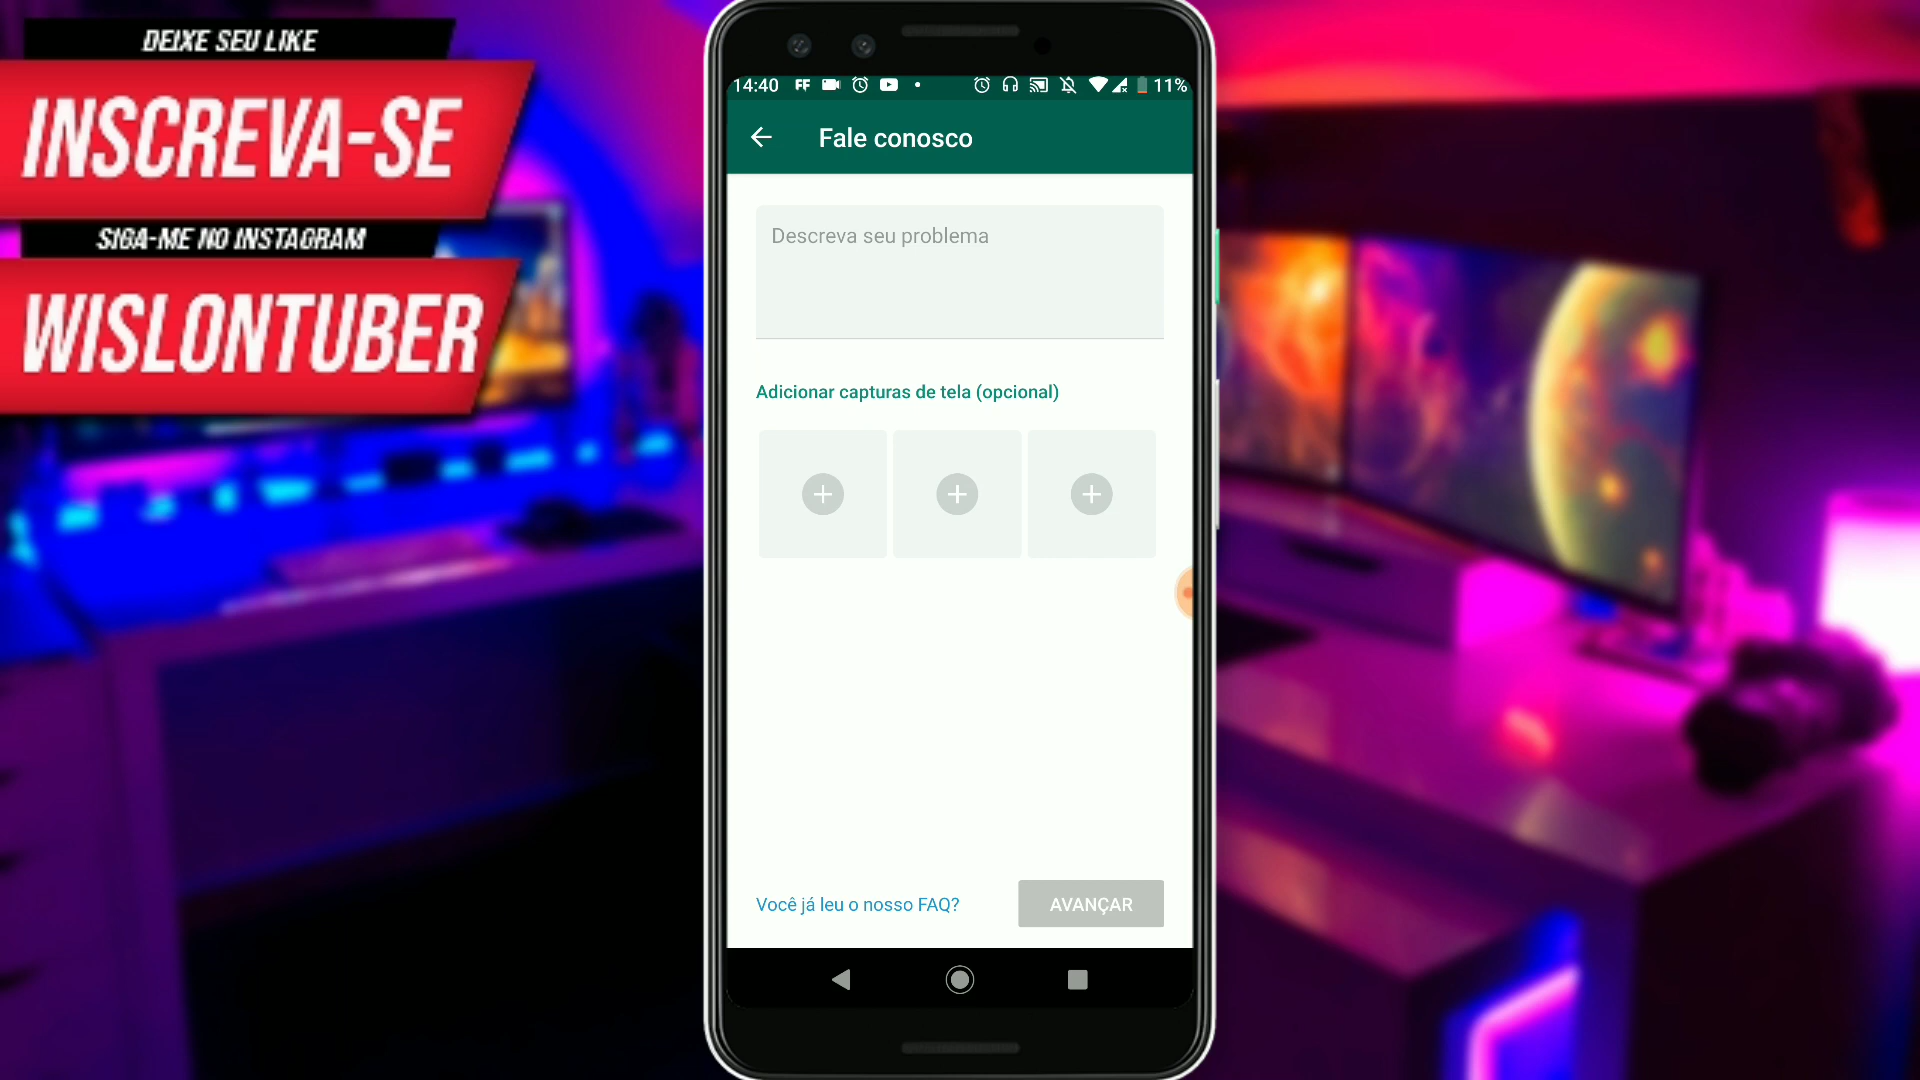 DEIXE SEU LIKE
INSCREVA-SE
SIGA-ME NO INSTAGRAM
WISLONTUBER
14:40 FF 11%
Fale conosco
Descreva seu problema
Adicionar capturas de tela (opcional)
Você já leu o nosso FAQ?
AVANÇAR